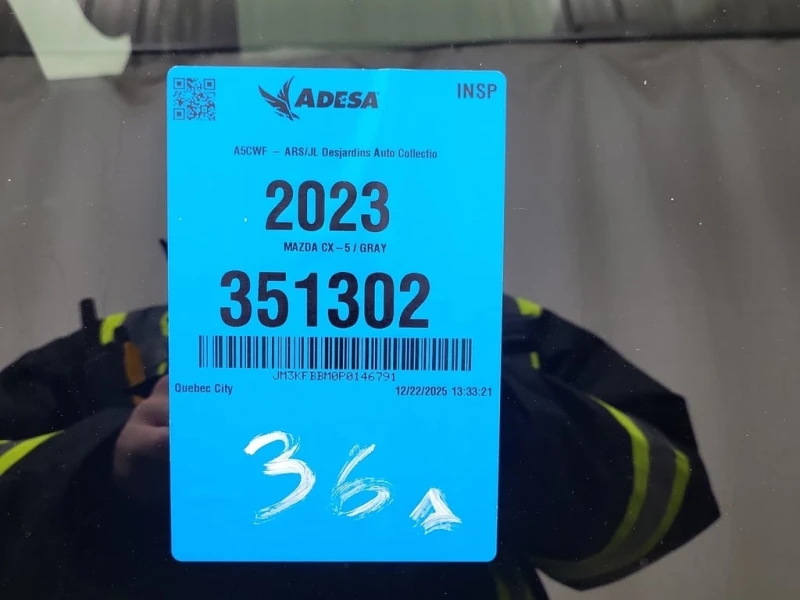 ADESA
INSP
A5CWF - ARS/JL Desjardins Auto Collectio
2023
MAZDA CX-5 / GRAY
351302
JM3KFBBM0P0146791
Quebec City
12/22/2025 13:33:21
36